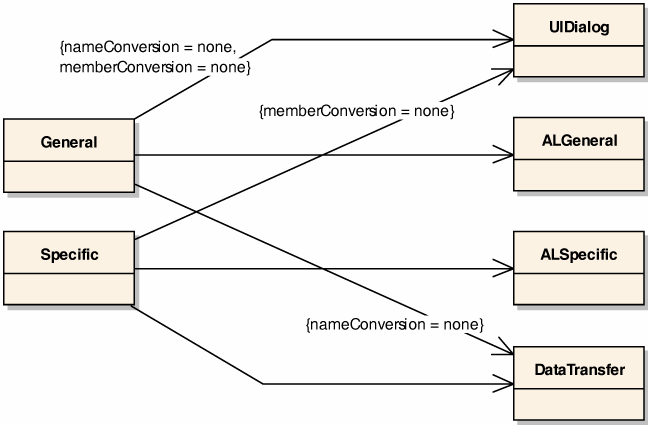 UIDialog
{nameConversion = none,
memberConversion = none}
{memberConversion = none}
General
ALGeneral
Specific
ALSpecific
{nameConversion = none}
DataTransfer